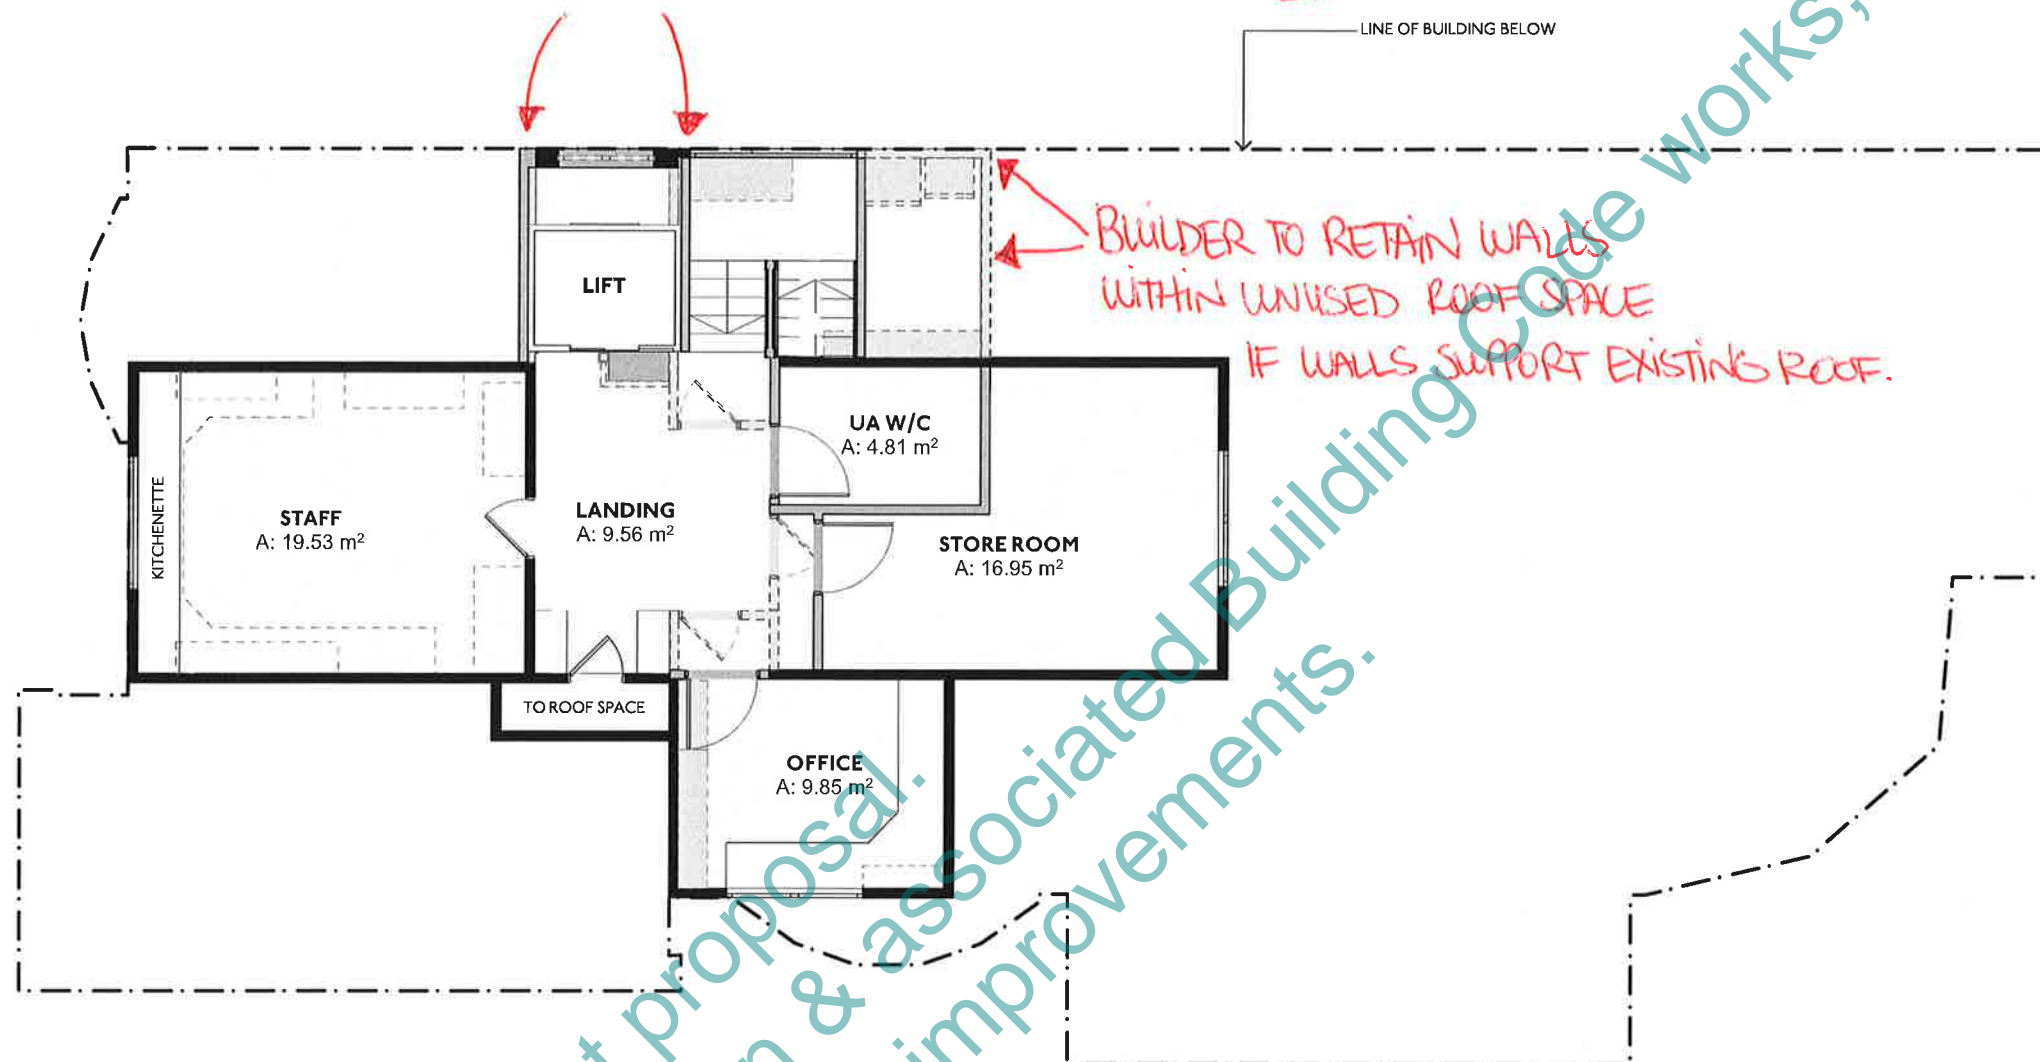 LINE OF BUILDING BELOW
BUILDER TO RETAIN WALLS
WITHIN UNUSED ROOF SPACE
IF WALLS SUPPORT EXISTING ROOF.
LIFT
UA W/C
A: 4.81 m²
KITCHENETTE
STAFF
A: 19.53 m²
LANDING
A: 9.56 m²
STORE ROOM
A: 16.95 m²
TO ROOF SPACE
OFFICE
A: 9.85 m²
proposal.
& associated Building Code works,
improvements.